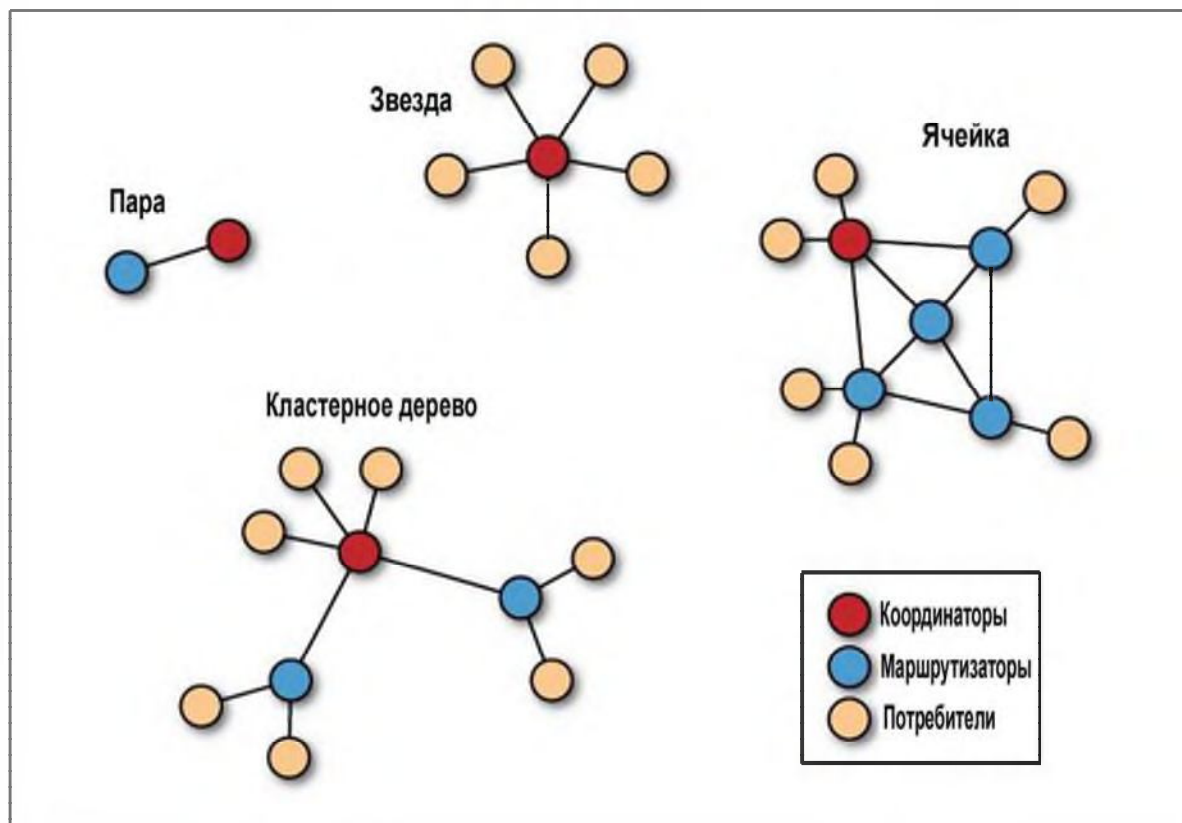 Звезда
Ячейка
Пара
Кластерное дерево
Координаторы
Маршрутизаторы
Потребители